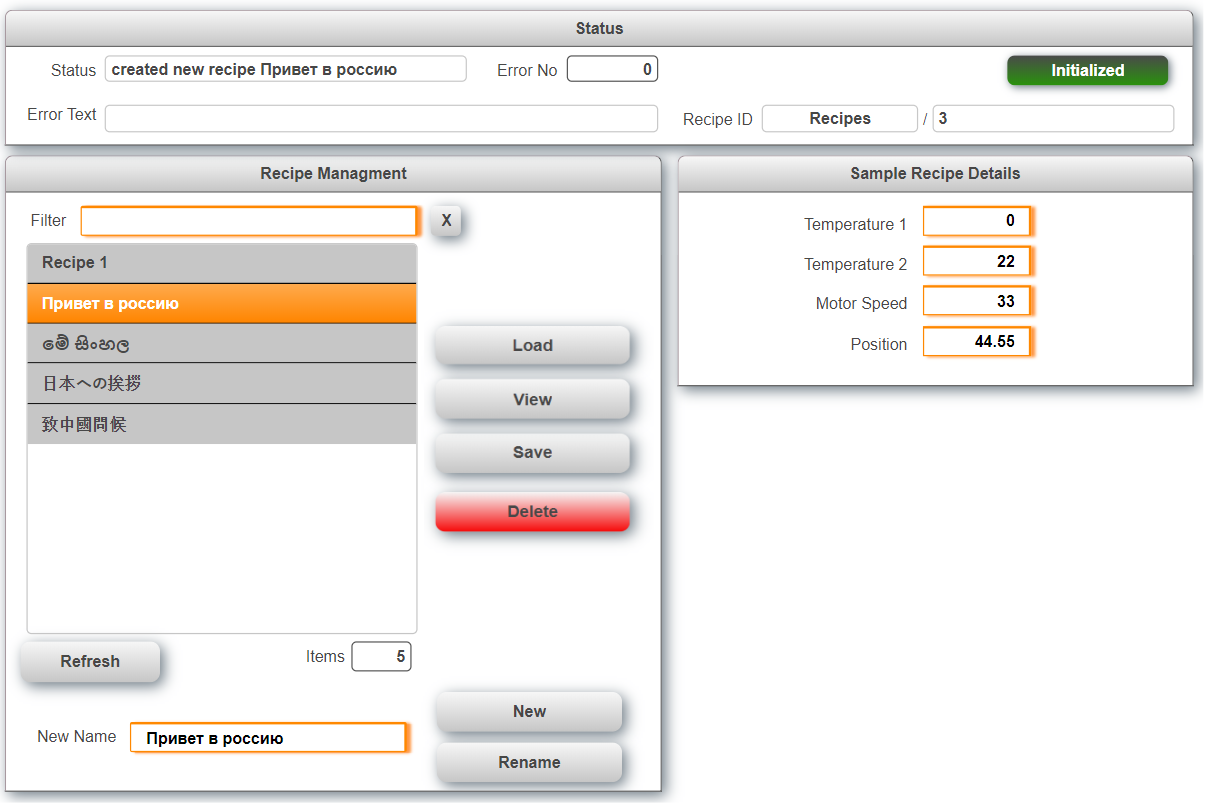 Status
Status created new recipe Привет в россию Error No 0 Initialized
Error Text Recipe ID Recipes / 3
Recipe Managment
Filter X
Recipe 1
Привет в россию
මේ සිංහල
日本への挨拶
致中國問候
Load
View
Save
Delete
Refresh Items 5
New
New Name Привет в россию
Rename
Sample Recipe Details
Temperature 1 0
Temperature 2 22
Motor Speed 33
Position 44.55